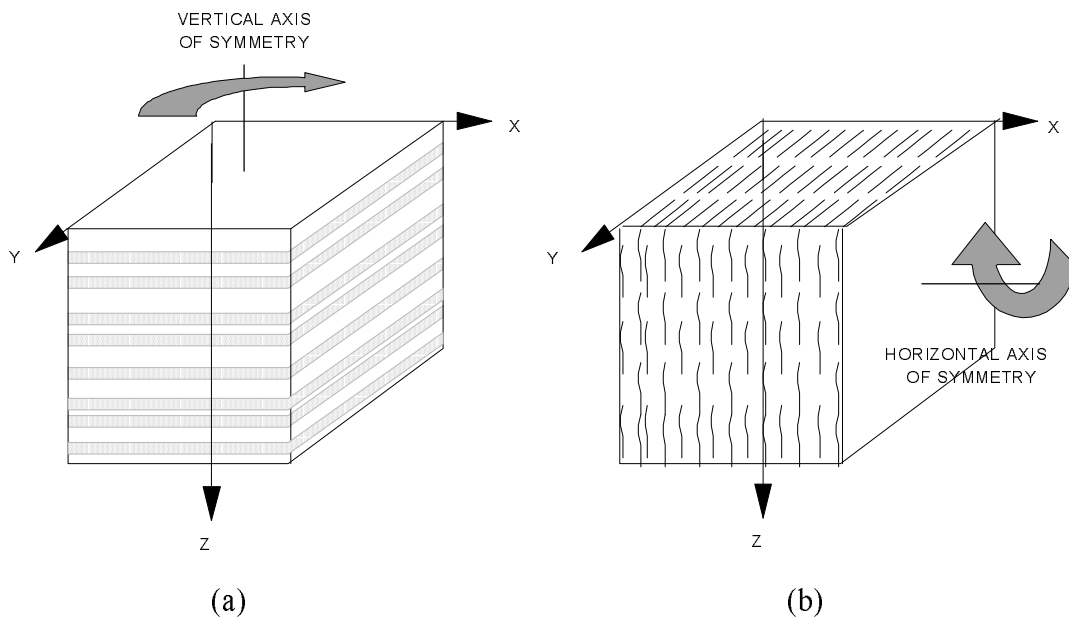 VERTICAL AXIS
OF SYMMETRY
X
Y
Z
(a)
X
Y
HORIZONTAL AXIS
OF SYMMETRY
Z
(b)